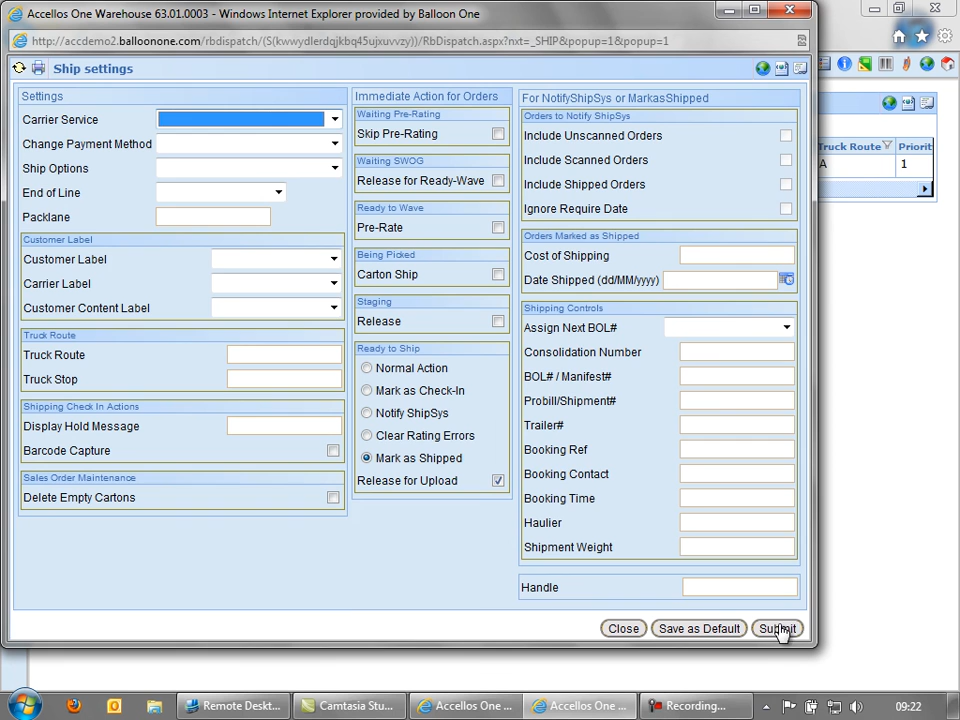 Accellos One Warehouse 63.01.0003 - Windows Internet Explorer provided by Balloon One
http://accdemo2.balloonone.com/rbdispatch/(S(kwwydlerdqjkbq45ujxuvvzy))/RbDispatch.aspx?nxt=_SHIP&popup=1&popup=1
Ship settings
Settings
Carrier Service
Change Payment Method
Ship Options
End of Line
Packlane
Customer Label
Customer Label
Carrier Label
Customer Content Label
Truck Route
Truck Route
Truck Stop
Shipping Check In Actions
Display Hold Message
Barcode Capture
Sales Order Maintenance
Delete Empty Cartons
Immediate Action for Orders
Waiting Pre-Rating
Skip Pre-Rating
Waiting SWOG
Release for Ready-Wave
Ready to Wave
Pre-Rate
Being Picked
Carton Ship
Staging
Release
Ready to Ship
Normal Action
Mark as Check-In
Notify ShipSys
Clear Rating Errors
Mark as Shipped
Release for Upload
For NotifyShipSys or MarkasShipped
Orders to Notify ShipSys
Include Unscanned Orders
Include Scanned Orders
Include Shipped Orders
Ignore Require Date
Orders Marked as Shipped
Cost of Shipping
Date Shipped (dd/MM/yyyy)
Shipping Controls
Assign Next BOL#
Consolidation Number
BOL# / Manifest#
Probill/Shipment#
Trailer#
Booking Ref
Booking Contact
Booking Time
Haulier
Shipment Weight
Handle
Close
Save as Default
Submit
Truck Route
Priorit
A
1
Remote Deskt...
Camtasia Stu...
Accellos One ...
Accellos One ...
Recording...
09:22